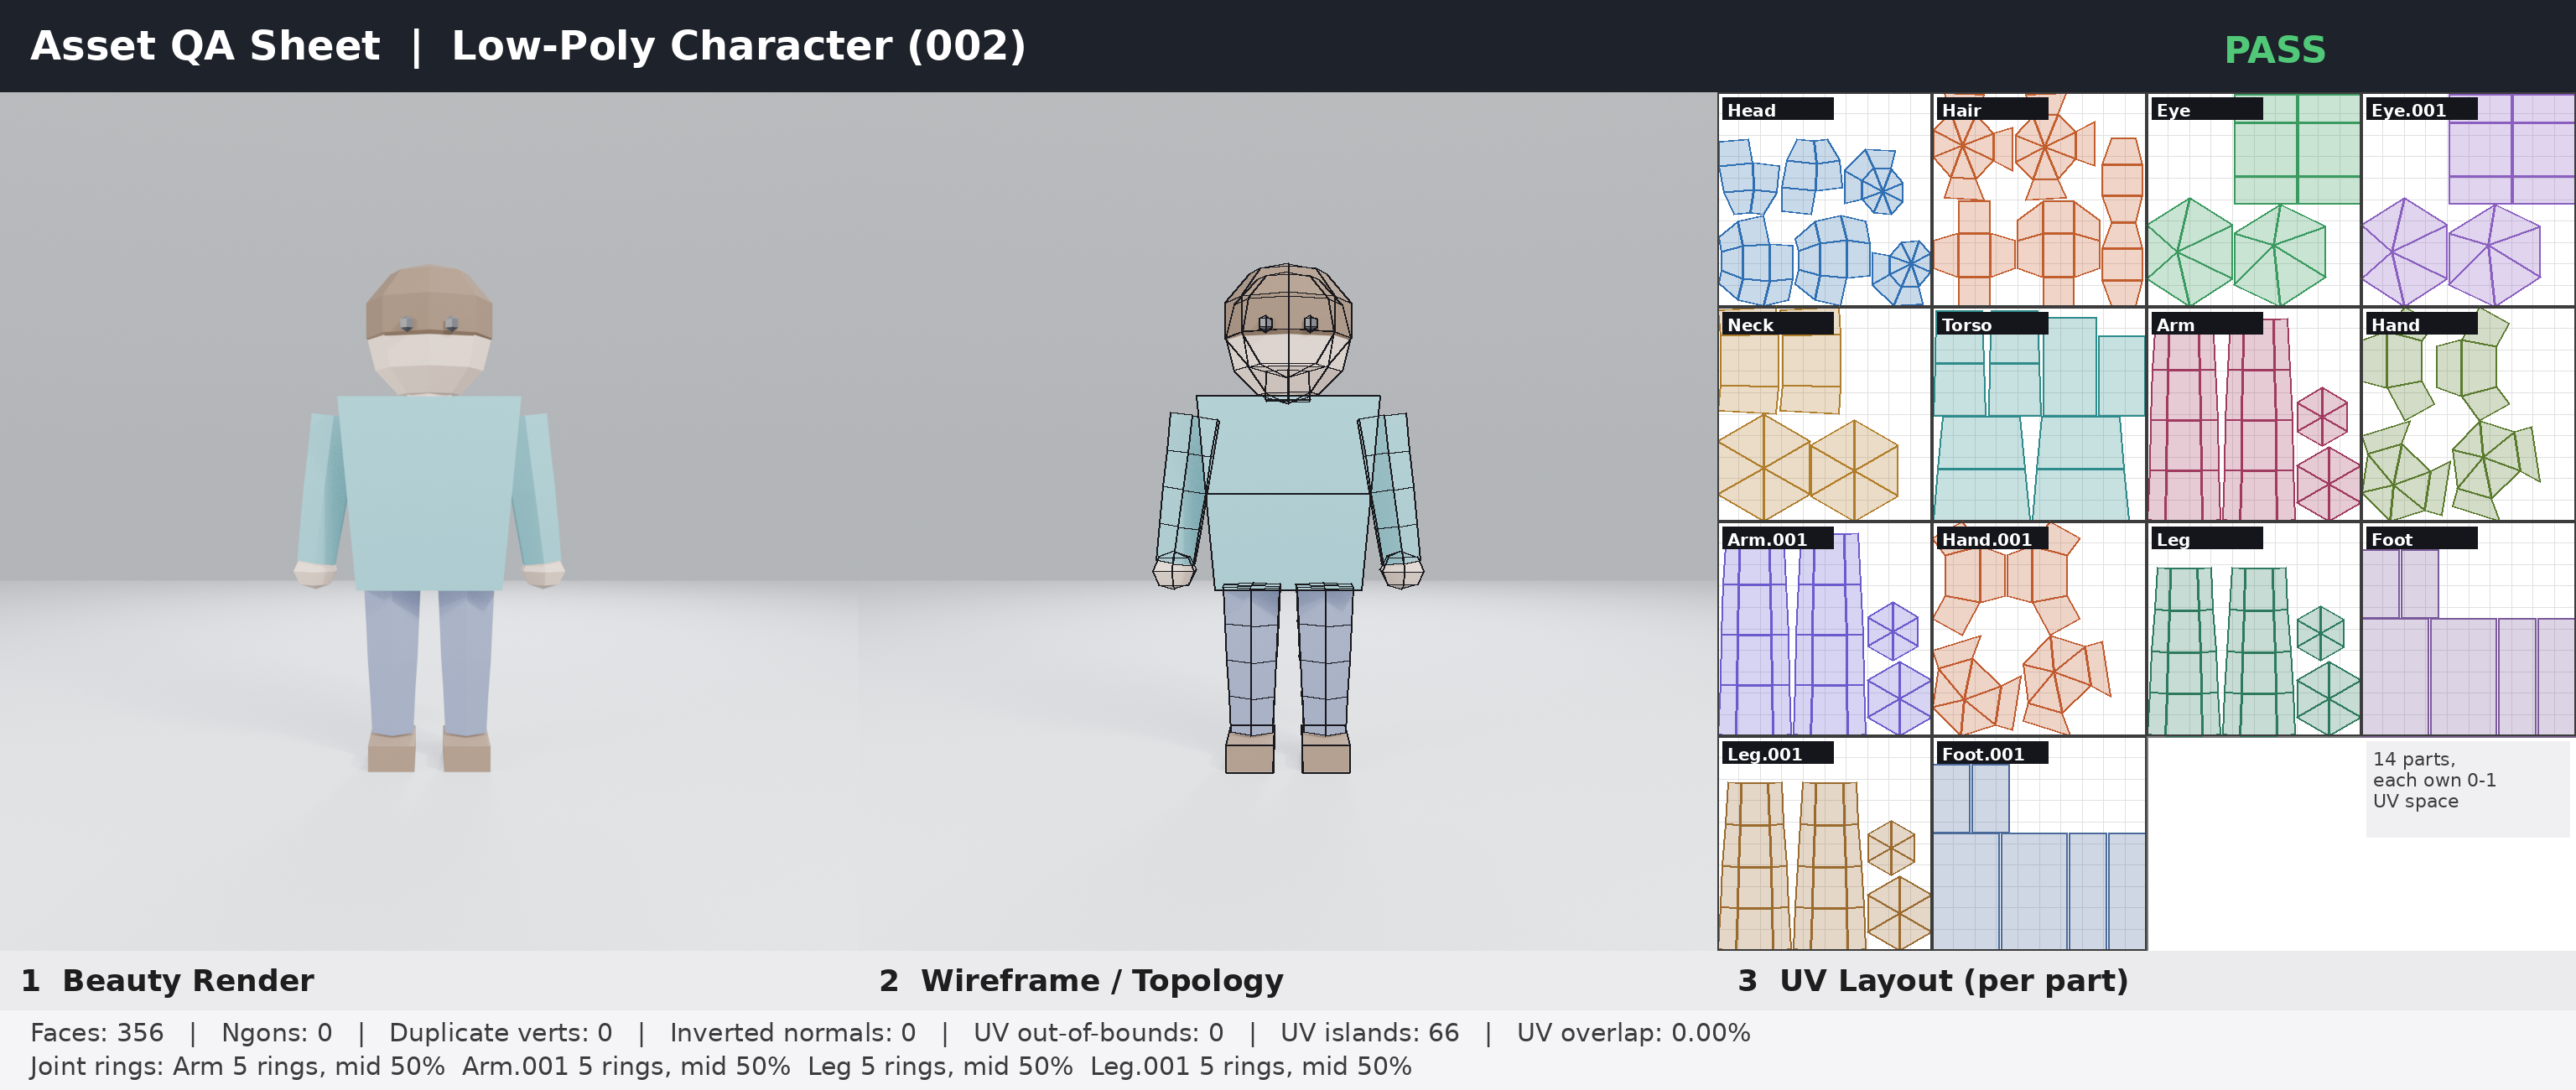 Asset QA Sheet | Low-Poly Character (002)
PASS
Head
Hair
Eye
Eye.001
Neck
Torso
Arm
Hand
Arm.001
Hand.001
Leg
Foot
Leg.001
Foot.001
14 parts,
each own 0-1
UV space
1 Beauty Render
2 Wireframe / Topology
3 UV Layout (per part)
Faces: 356 | Ngons: 0 | Duplicate verts: 0 | Inverted normals: 0 | UV out-of-bounds: 0 | UV islands: 66 | UV overlap: 0.00%
Joint rings: Arm 5 rings, mid 50% Arm.001 5 rings, mid 50% Leg 5 rings, mid 50% Leg.001 5 rings, mid 50%